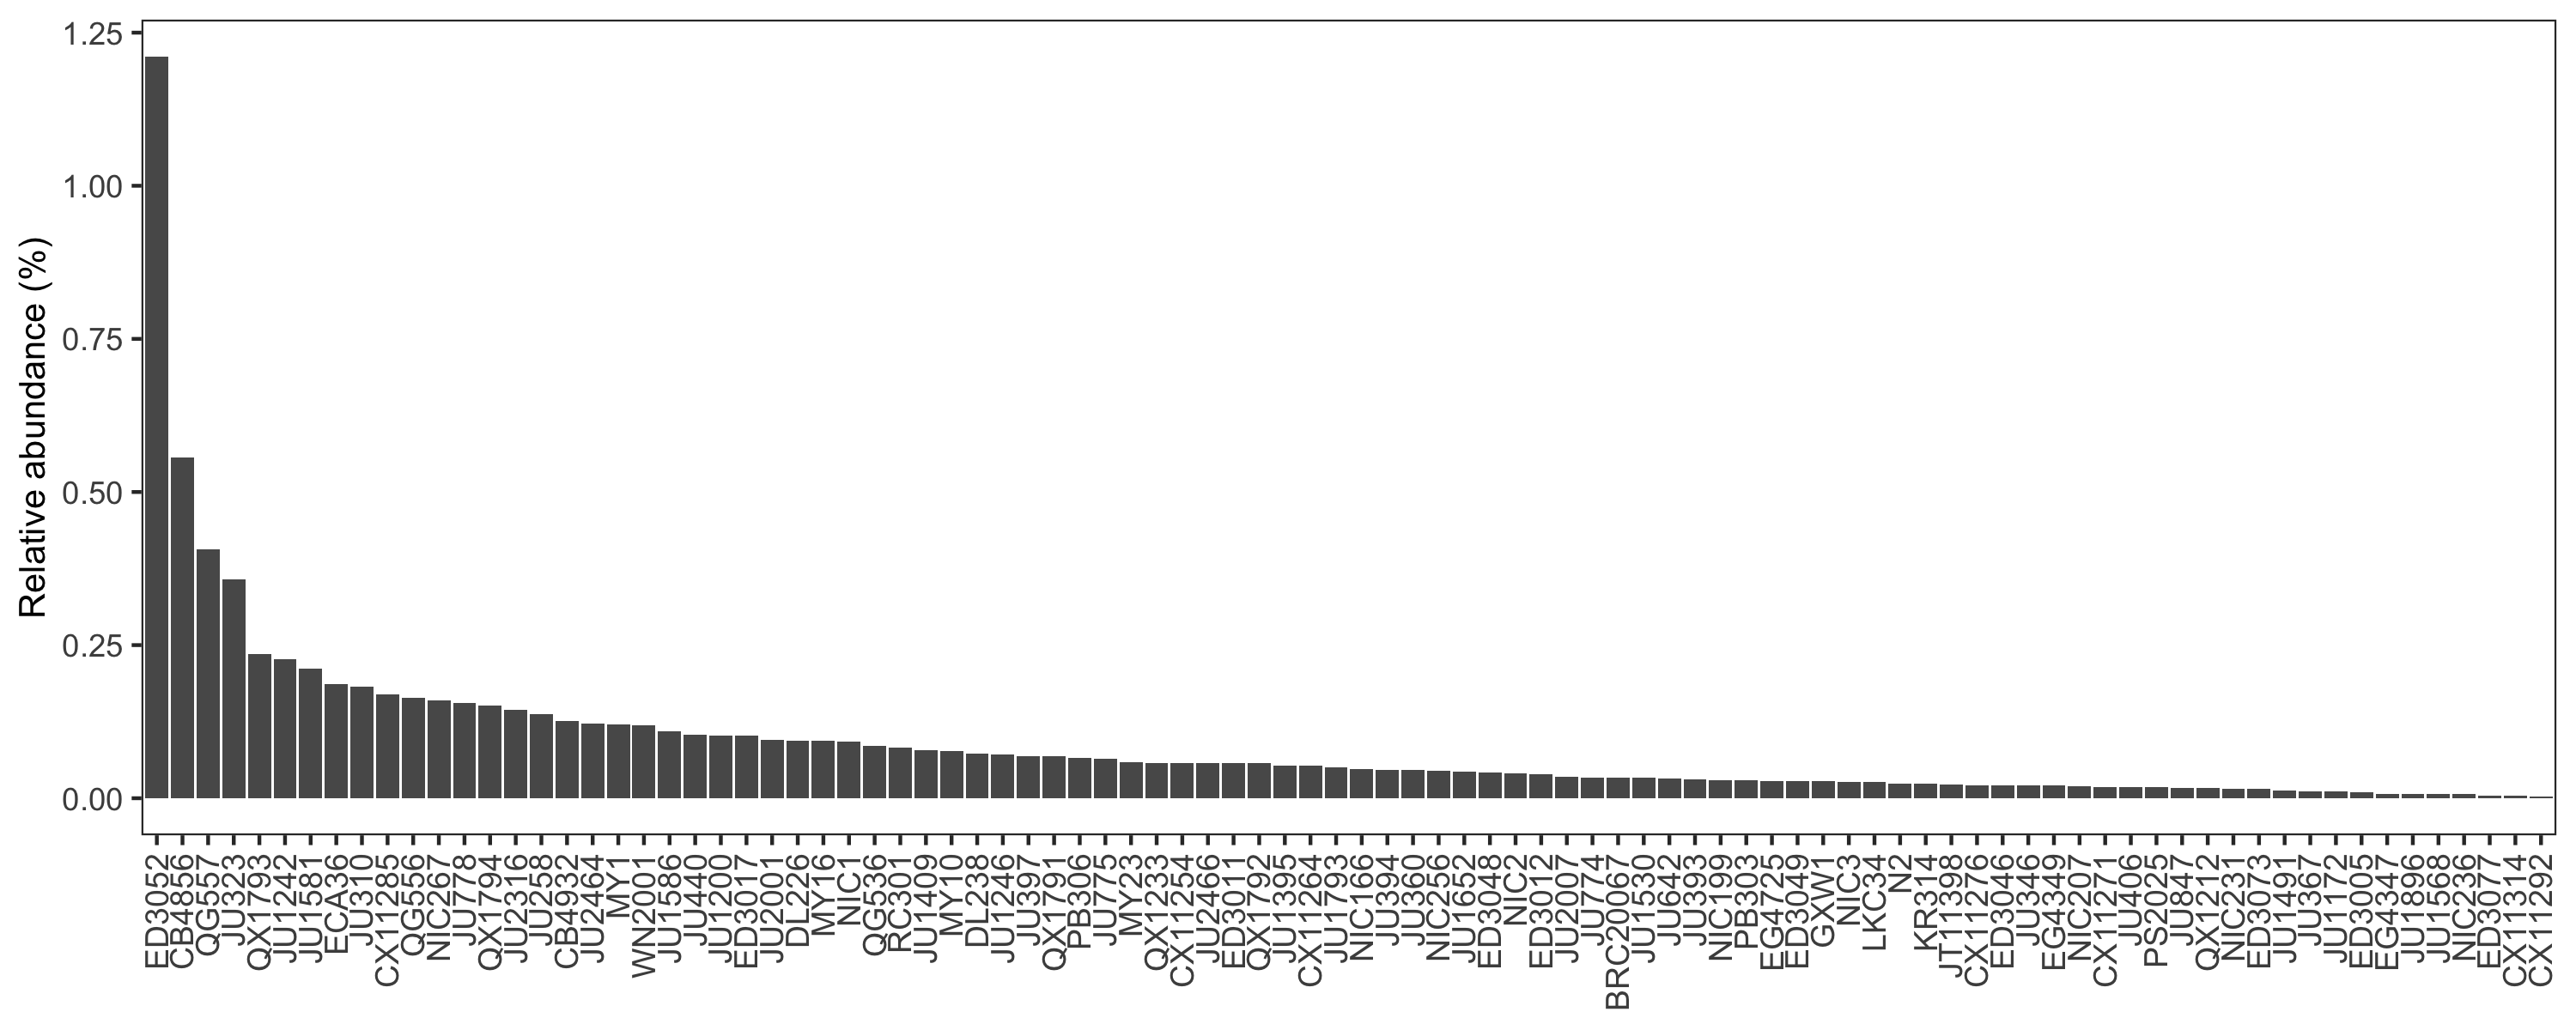 Relative abundance (%)
1.25
1.00
0.75
0.50
0.25
0.00
ED3052
CB4856
QG557
JU323
QX1793
JU1242
JU1581
ECA36
JU310
CX11285
QG556
NIC267
JU778
QX1794
JU2316
JU258
CB4932
JU2464
MY1
WN2001
JU1586
JU440
JU1200
ED3017
JU2001
DL226
MY16
NIC1
QG536
RC301
JU1409
MY10
DL238
JU1246
JU397
QX1791
PB306
JU775
MY23
QX1233
CX11254
JU2466
ED3011
QX1792
JU1395
CX11264
JU1793
NIC166
JU394
JU360
NIC256
JU1652
ED3048
NIC2
ED3012
JU2007
JU774
BRC20067
JU1530
JU642
JU393
NIC199
PB303
EG4725
ED3049
GXW1
NIC3
LKC34
N2
KR314
JT11398
CX11276
ED3046
JU346
EG4349
NIC207
CX11271
JU406
PS2025
JU847
QX1212
NIC231
ED3073
JU1491
JU367
JU1172
ED3005
EG4347
JU1896
JU1568
NIC236
ED3077
CX11314
CX11292